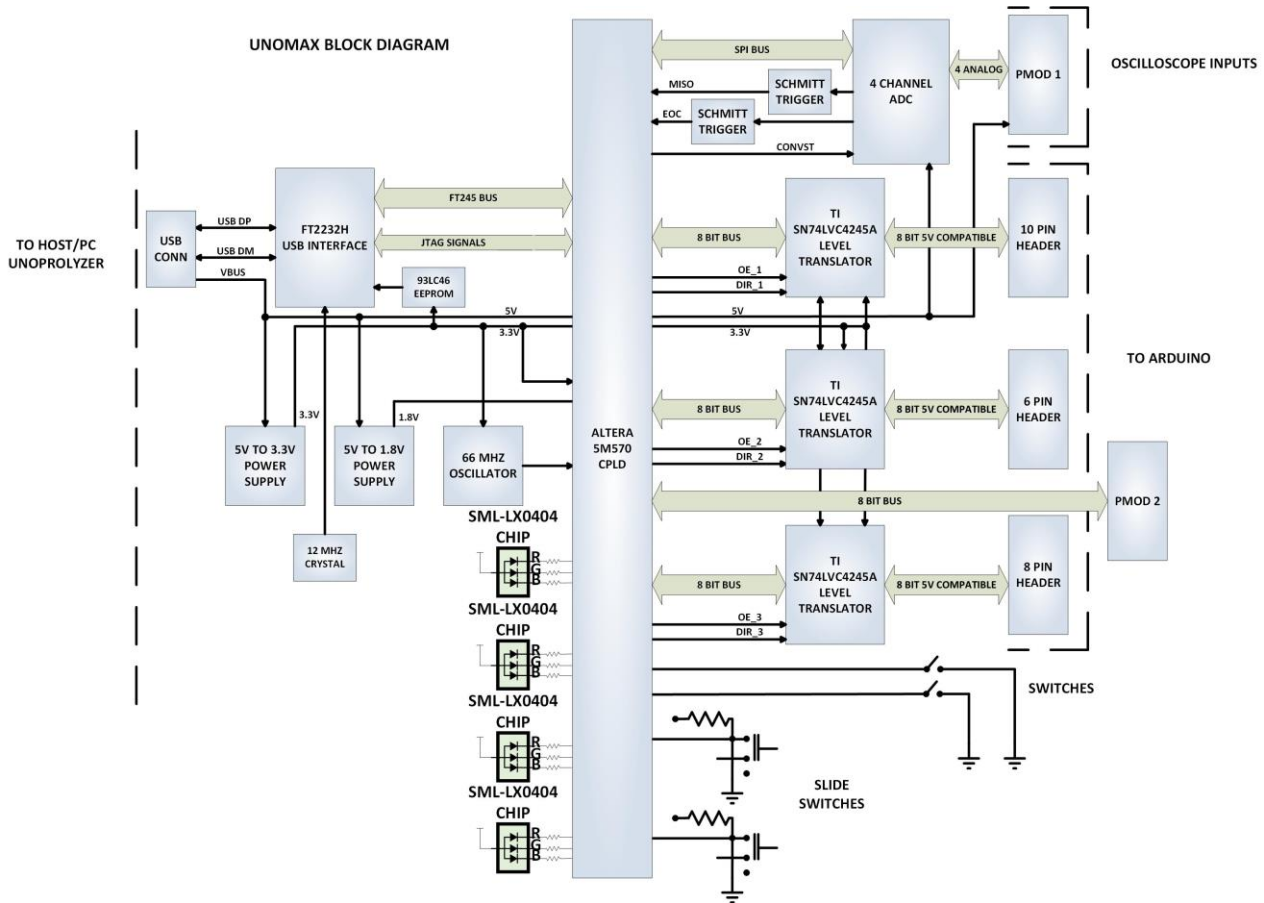 UNOMAX BLOCK DIAGRAM
SPI BUS
4 CHANNEL
ADC
4 ANALOG
PMOD 1
OSCILLOSCOPE INPUTS
MISO
SCHMITT
TRIGGER
EOC
SCHMITT
TRIGGER
CONVST
TO HOST/PC
UNOPROLYZER
USB
CONN
USB DP
USB DM
VBUS
FT2232H
USB INTERFACE
FT245 BUS
JTAG SIGNALS
93LC46
EEPROM
5V
3.3V
8 BIT BUS
OE_1
DIR_1
TI
SN74LVC4245A
LEVEL
TRANSLATOR
8 BIT 5V COMPATIBLE
10 PIN
HEADER
5V
3.3V
TO ARDUINO
3.3V
1.8V
5V TO 3.3V
POWER
SUPPLY
5V TO 1.8V
POWER
SUPPLY
66 MHZ
OSCILLATOR
12 MHZ
CRYSTAL
ALTERA
5M570
CPLD
8 BIT BUS
OE_2
DIR_2
TI
SN74LVC4245A
LEVEL
TRANSLATOR
8 BIT 5V COMPATIBLE
6 PIN
HEADER
8 BIT BUS
PMOD 2
8 BIT BUS
OE_3
DIR_3
TI
SN74LVC4245A
LEVEL
TRANSLATOR
8 BIT 5V COMPATIBLE
8 PIN
HEADER
SML-LX0404
CHIP
R
G
B
SML-LX0404
CHIP
R
G
B
SML-LX0404
CHIP
R
G
B
SML-LX0404
CHIP
R
G
B
SWITCHES
SLIDE
SWITCHES